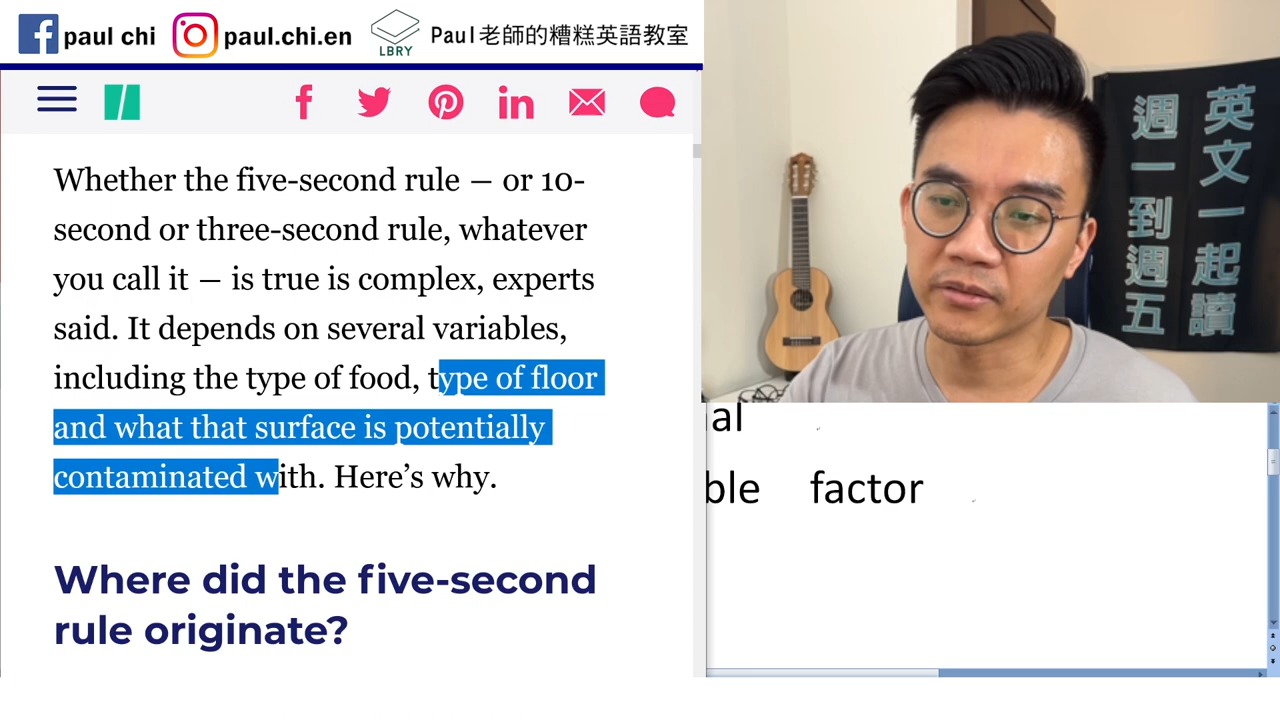 paul chi
paul.chi.en
LBRY
Paul老師的糟糕英語教室
Whether the five-second rule — or 10-
second or three-second rule, whatever
you call it — is true is complex, experts
said. It depends on several variables,
including the type of food, type of floor
and what that surface is potentially
contaminated with. Here’s why.
Where did the five-second
rule originate?
英文一起讀
週一到週五
al
ble factor